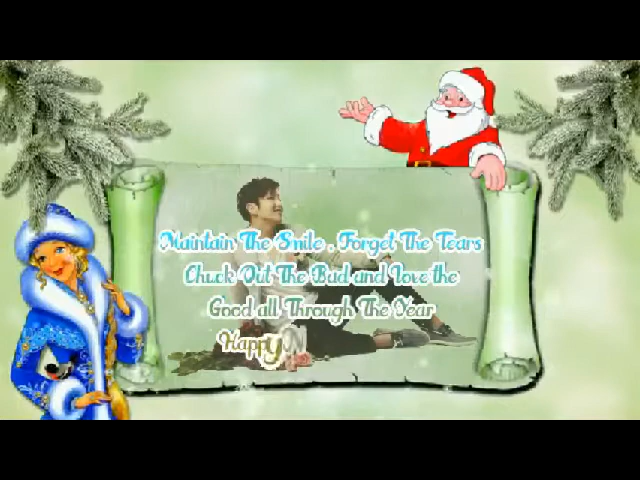 Maintain The Smile . Forget The Tears
Chuck Out The Bad and Love the
Good all Through The Year
Happy N